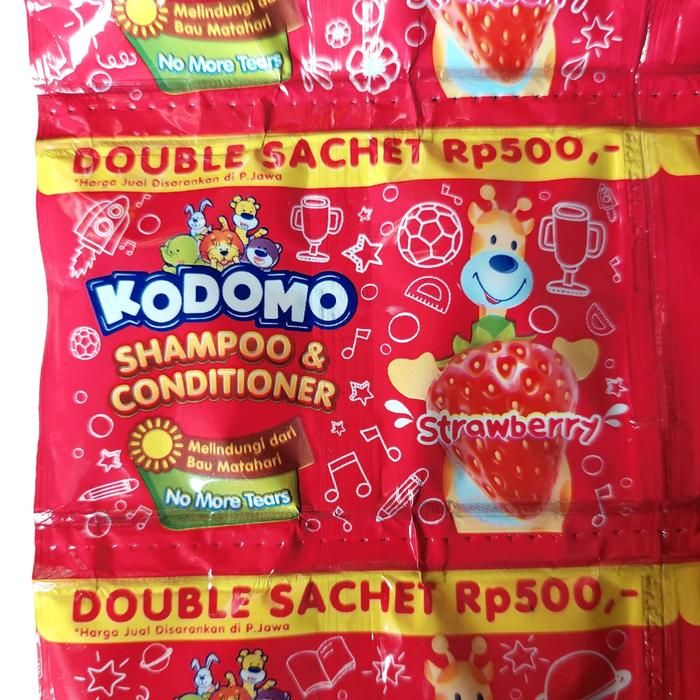 Melindungi dari
Bau Matahari
No More Tears
Strawberry
DOUBLE SACHET Rp500,-
*Harga Jual Disarankan di P.Jawa
KODOMO
SHAMPOO &
CONDITIONER
Melindungi dari
Bau Matahari
No More Tears
Strawberry
DOUBLE SACHET Rp500,-
*Harga Jual Disarankan di P.Jawa